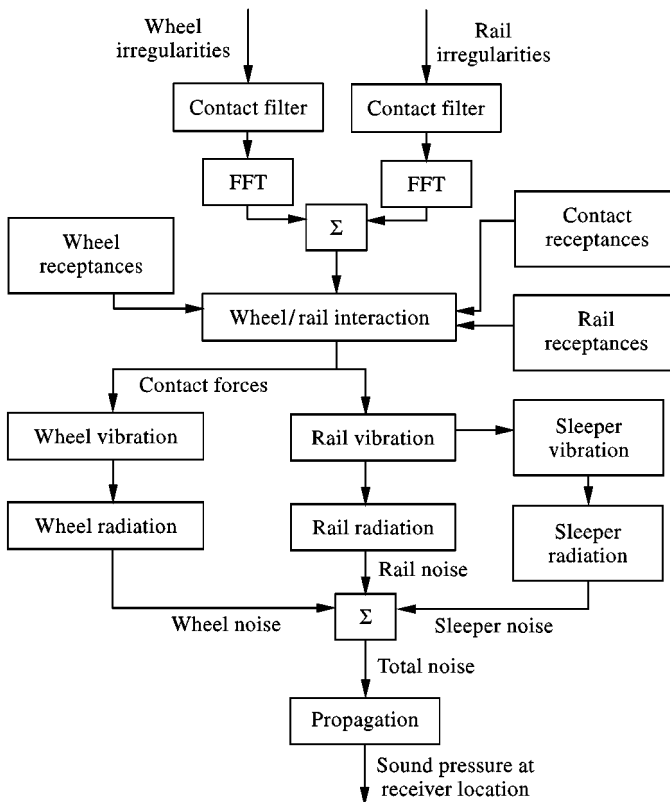 Wheel
irregularities
Rail
irregularities
Contact filter
Contact filter
FFT
FFT
Σ
Contact
receptances
Wheel
receptances
Wheel/rail interaction
Rail
receptances
Contact forces
Wheel vibration
Rail vibration
Sleeper
vibration
Wheel radiation
Rail radiation
Sleeper
radiation
Rail noise
Wheel noise
Σ
Sleeper noise
Total noise
Propagation
Sound pressure at
receiver location